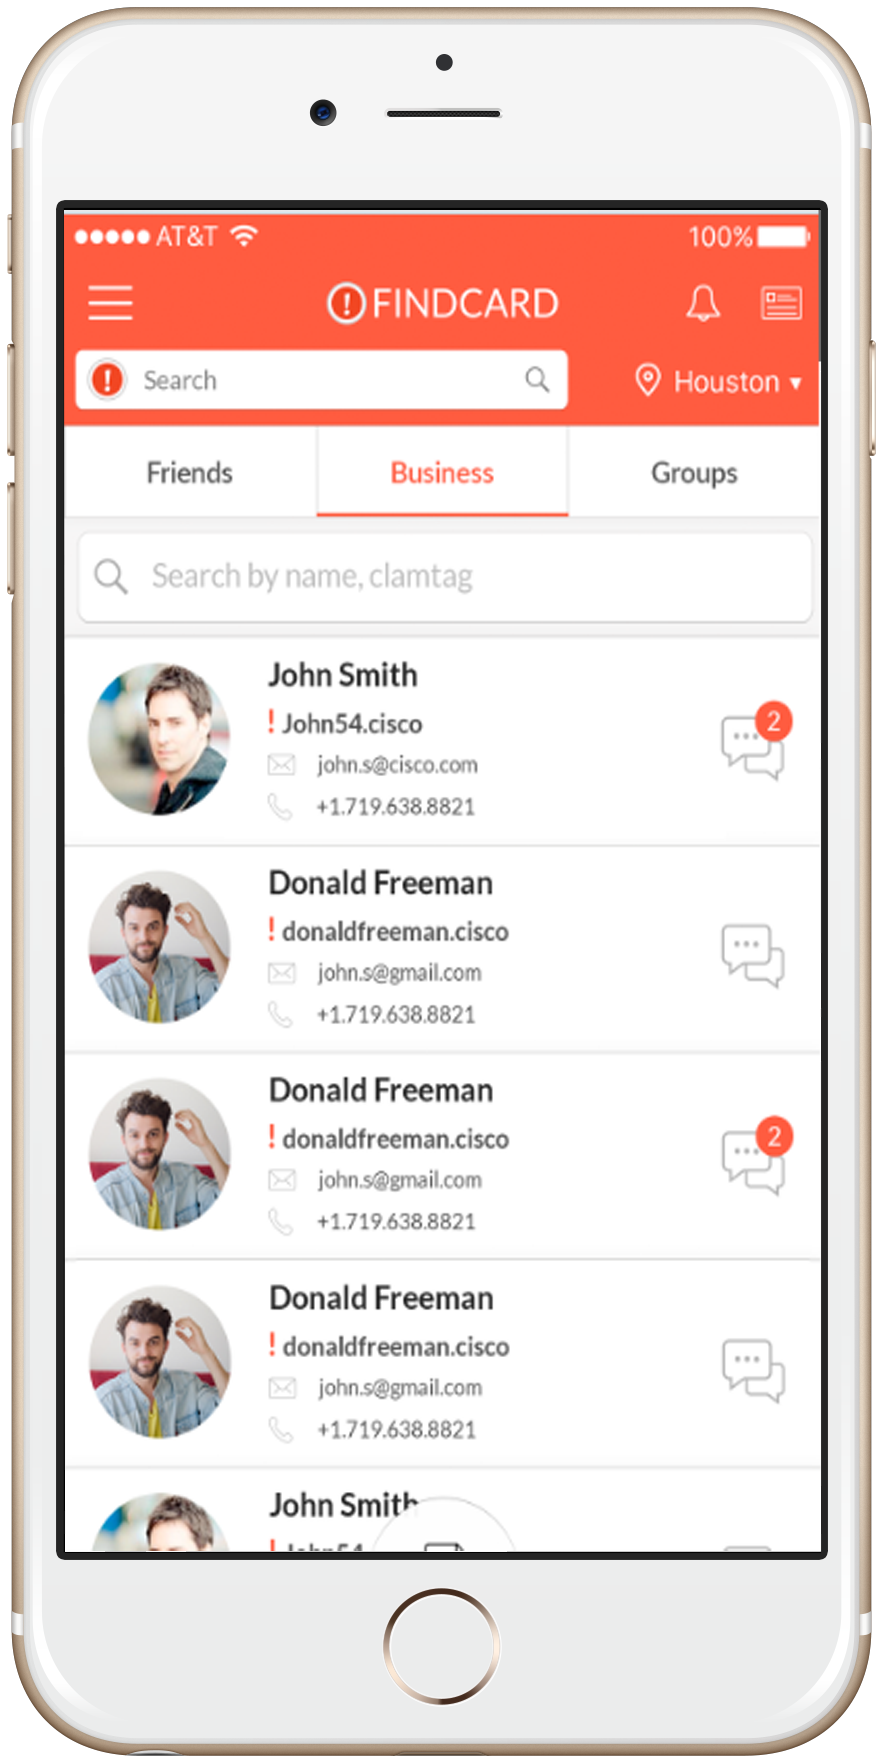 AT&T 100%
! FINDCARD
! Search Houston ▾
Friends Business Groups
Search by name, clamtag
John Smith
! John54.cisco
2
john.s@cisco.com
+1.719.638.8821
Donald Freeman
! donaldfreeman.cisco
john.s@gmail.com
+1.719.638.8821
Donald Freeman
! donaldfreeman.cisco
2
john.s@gmail.com
+1.719.638.8821
Donald Freeman
! donaldfreeman.cisco
john.s@gmail.com
+1.719.638.8821
John Smith